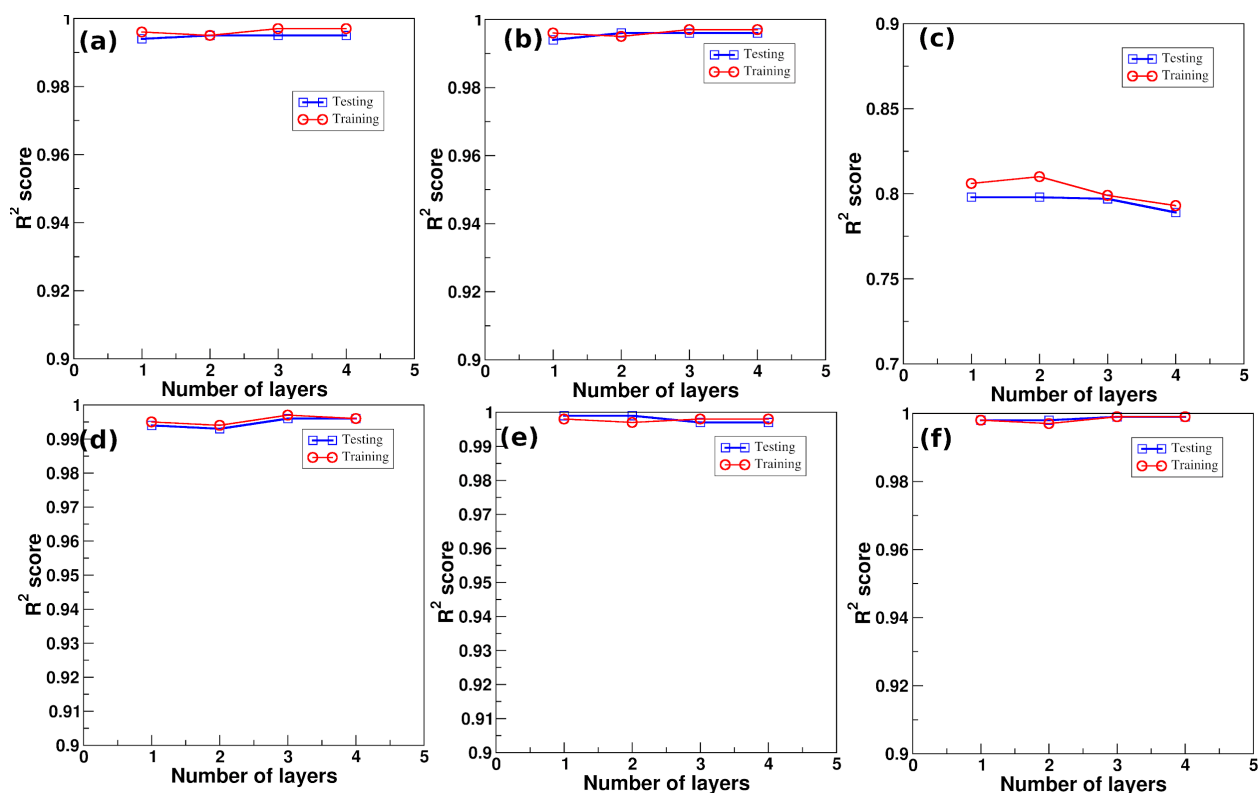 (a)
1
0.98
0.96
0.94
0.92
0.9
R2 score
Testing
Training
0 1 2 3 4 5
Number of layers
(b)
1
0.98
0.96
0.94
0.92
0.9
R2 score
Testing
Training
0 1 2 3 4 5
Number of layers
(c)
0.9
0.85
0.8
0.75
0.7
R2 score
Testing
Training
0 1 2 3 4 5
Number of layers
(d)
1
0.99
0.98
0.97
0.96
0.95
0.94
0.93
0.92
0.91
0.9
R2 score
Testing
Training
0 1 2 3 4 5
Number of layers
(e)
1
0.99
0.98
0.97
0.96
0.95
0.94
0.93
0.92
0.91
0.9
R2 score
Testing
Training
0 1 2 3 4 5
Number of layers
(f)
1
0.98
0.96
0.94
0.92
0.9
R2 score
Testing
Training
0 1 2 3 4 5
Number of layers